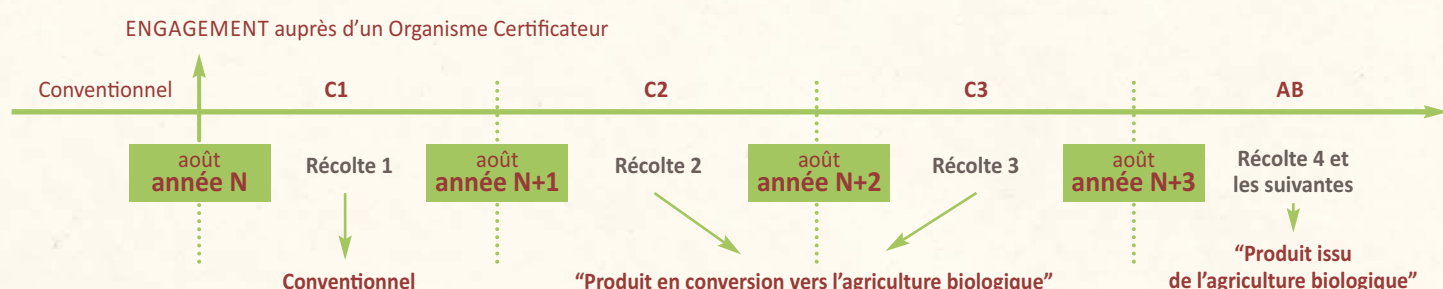 ENGAGEMENT auprès d'un Organisme Certificateur
Conventionnel
C1
C2
C3
AB
août
année N
Récolte 1
août
année N+1
Récolte 2
août
année N+2
Récolte 3
août
année N+3
Récolte 4 et
les suivantes
Conventionnel
“Produit en conversion vers l'agriculture biologique”
“Produit issu
de l'agriculture biologique”